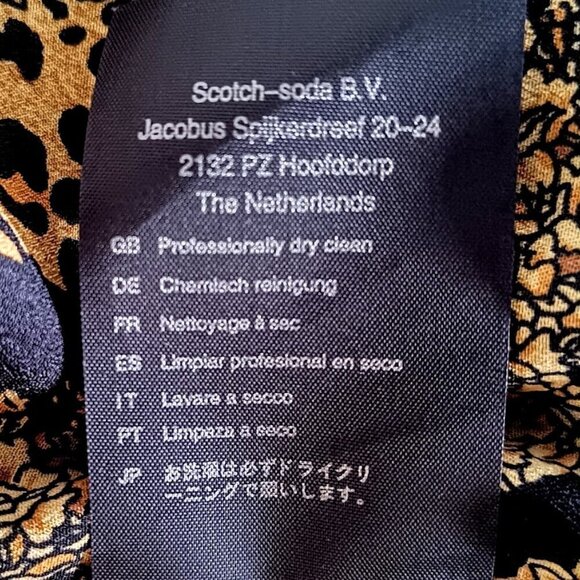 Scotch-soda B.V.
Jacobus Spijkerdreef 20-24
2132 PZ Hoofddorp
The Netherlands
GB Professionally dry clean
DE Chemisch reinigung
FR Nettoyage à sec
ES Limpiar profesional en seco
IT Lavare a secco
PT Limpaza a seco
JP お洗濯は必ずドライクリ
ーニングで願いします。